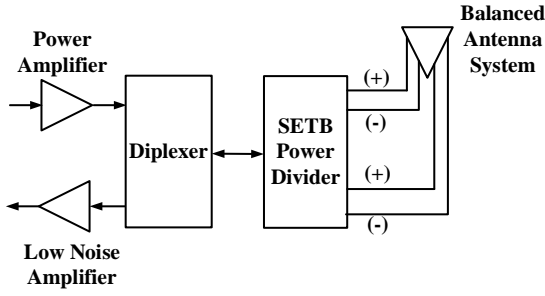 Power
Amplifier
Diplexer
Low Noise
Amplifier
SETB
Power
Divider
(+)
(-)
(+)
(-)
Balanced
Antenna
System